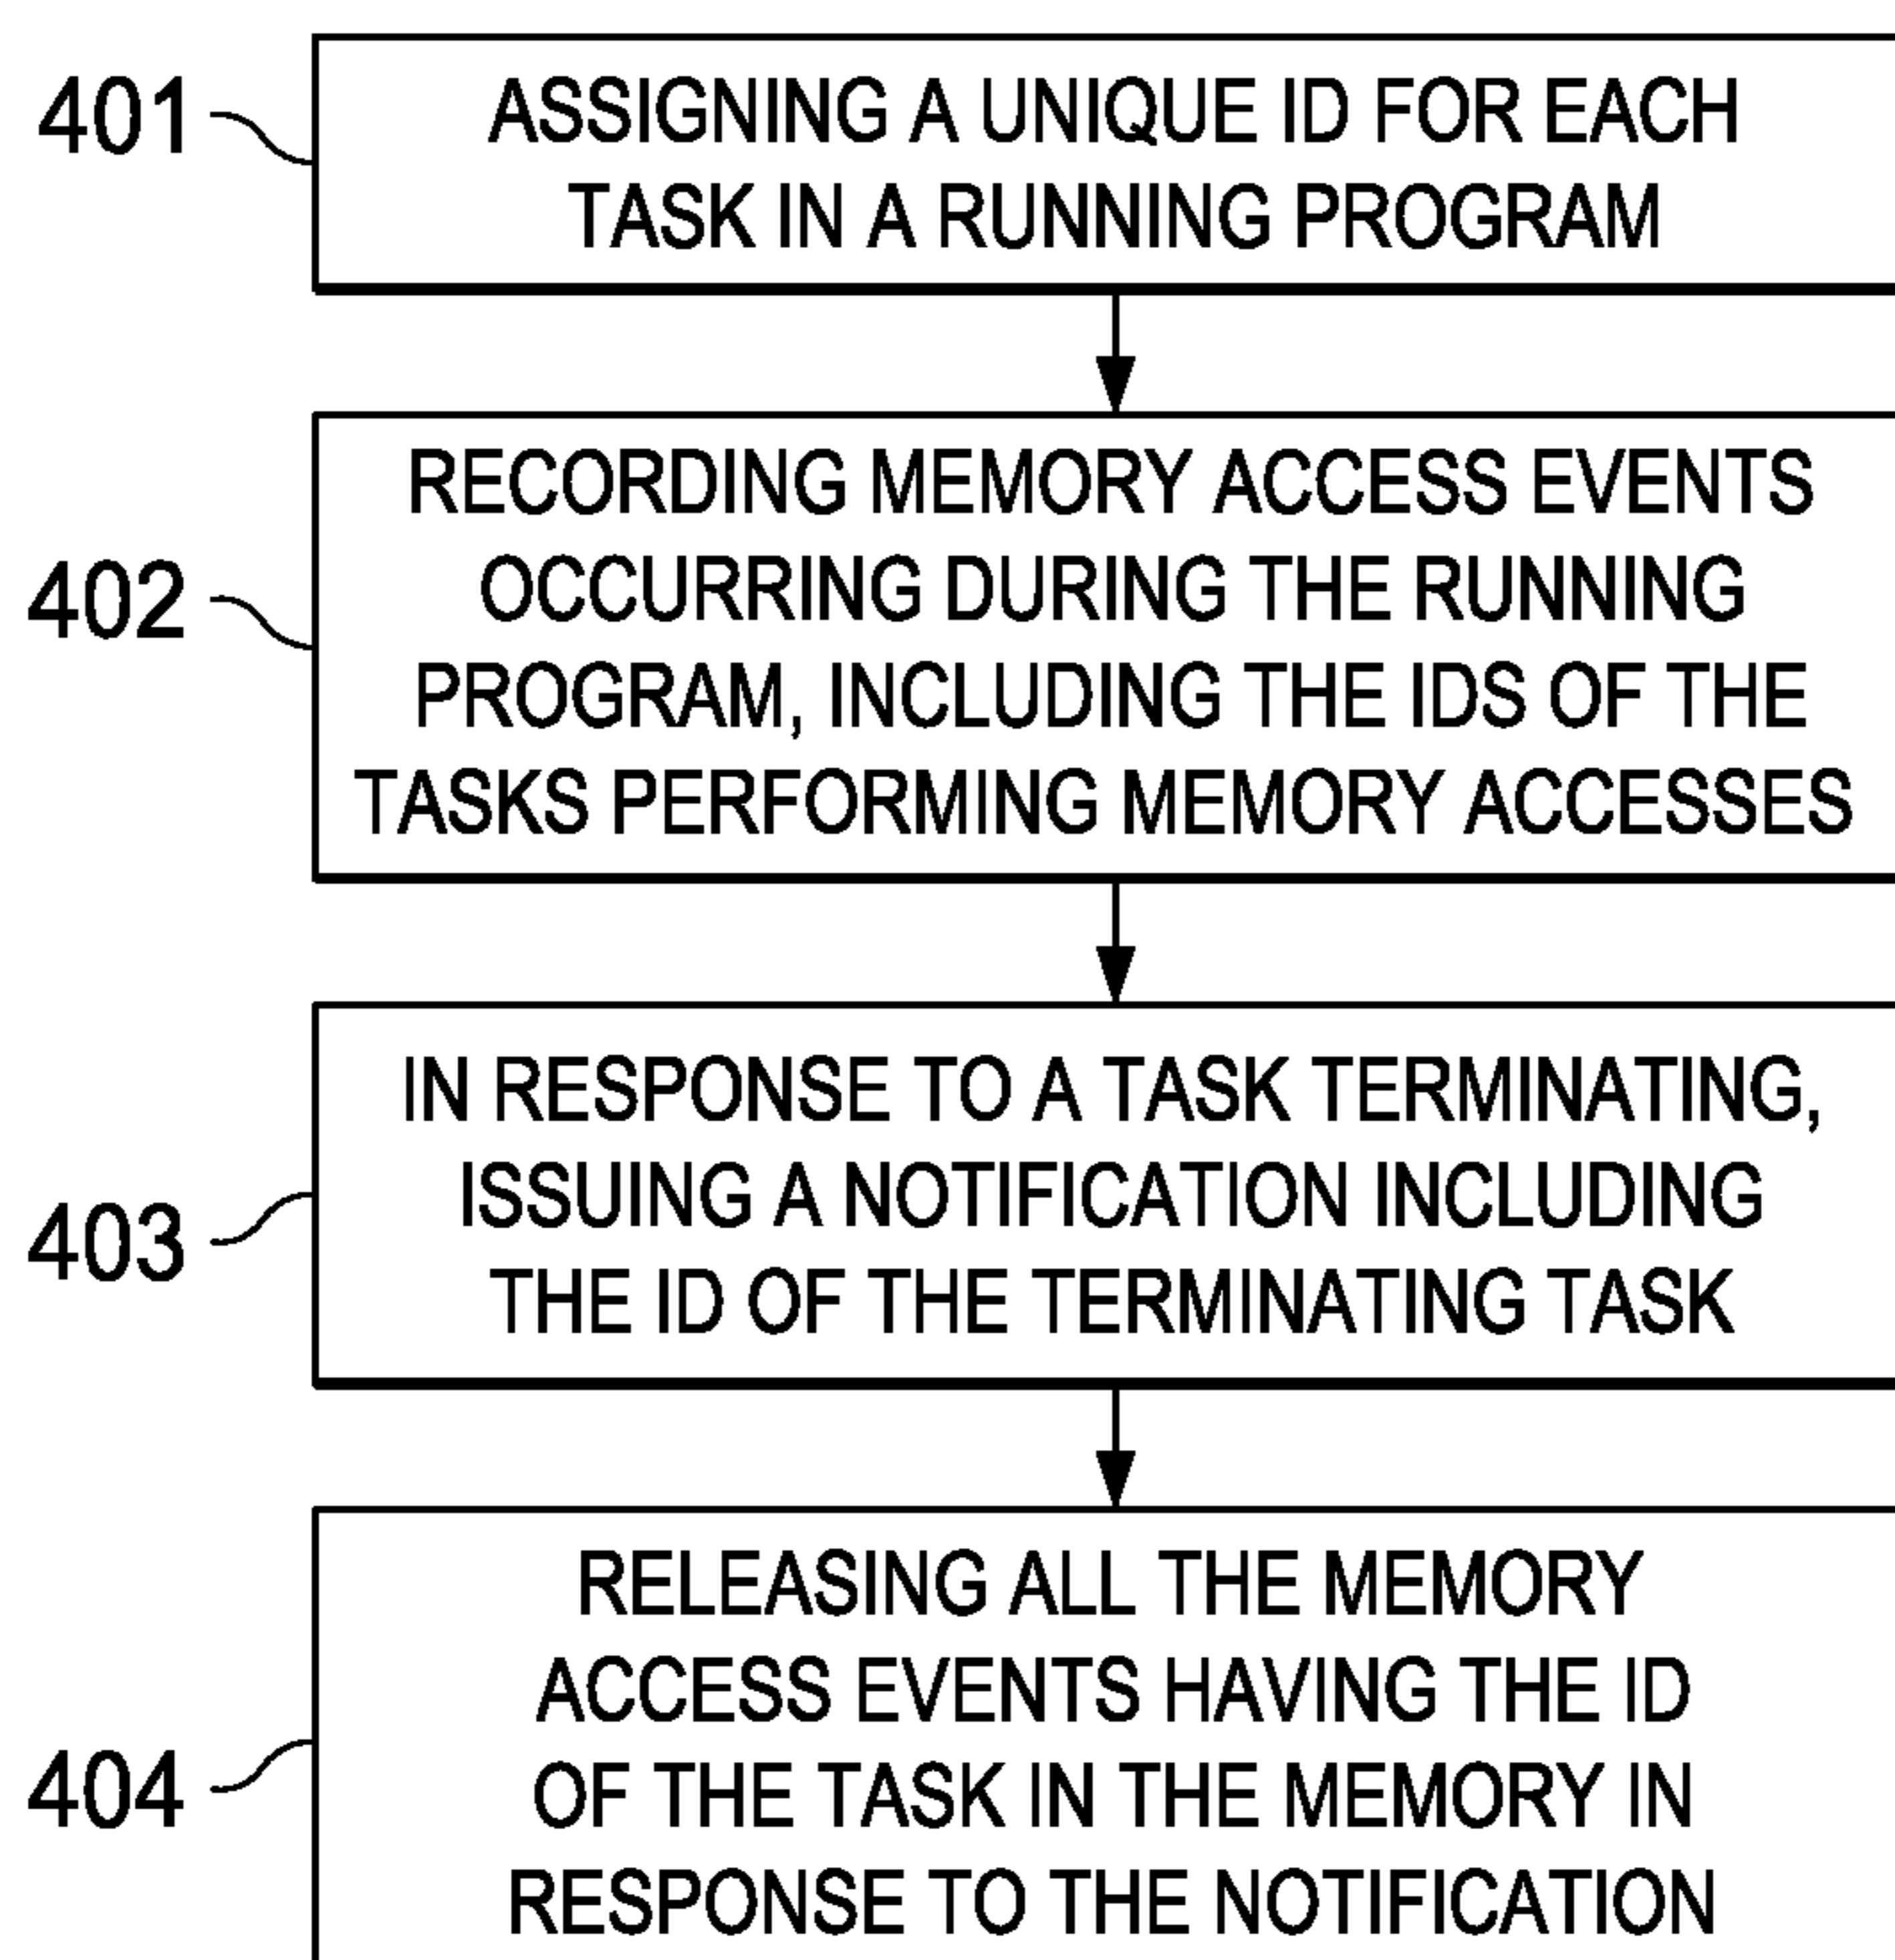 401
ASSIGNING A UNIQUE ID FOR EACH
TASK IN A RUNNING PROGRAM
402
RECORDING MEMORY ACCESS EVENTS
OCCURRING DURING THE RUNNING
PROGRAM, INCLUDING THE IDS OF THE
TASKS PERFORMING MEMORY ACCESSES
403
IN RESPONSE TO A TASK TERMINATING,
ISSUING A NOTIFICATION INCLUDING
THE ID OF THE TERMINATING TASK
404
RELEASING ALL THE MEMORY
ACCESS EVENTS HAVING THE ID
OF THE TASK IN THE MEMORY IN
RESPONSE TO THE NOTIFICATION